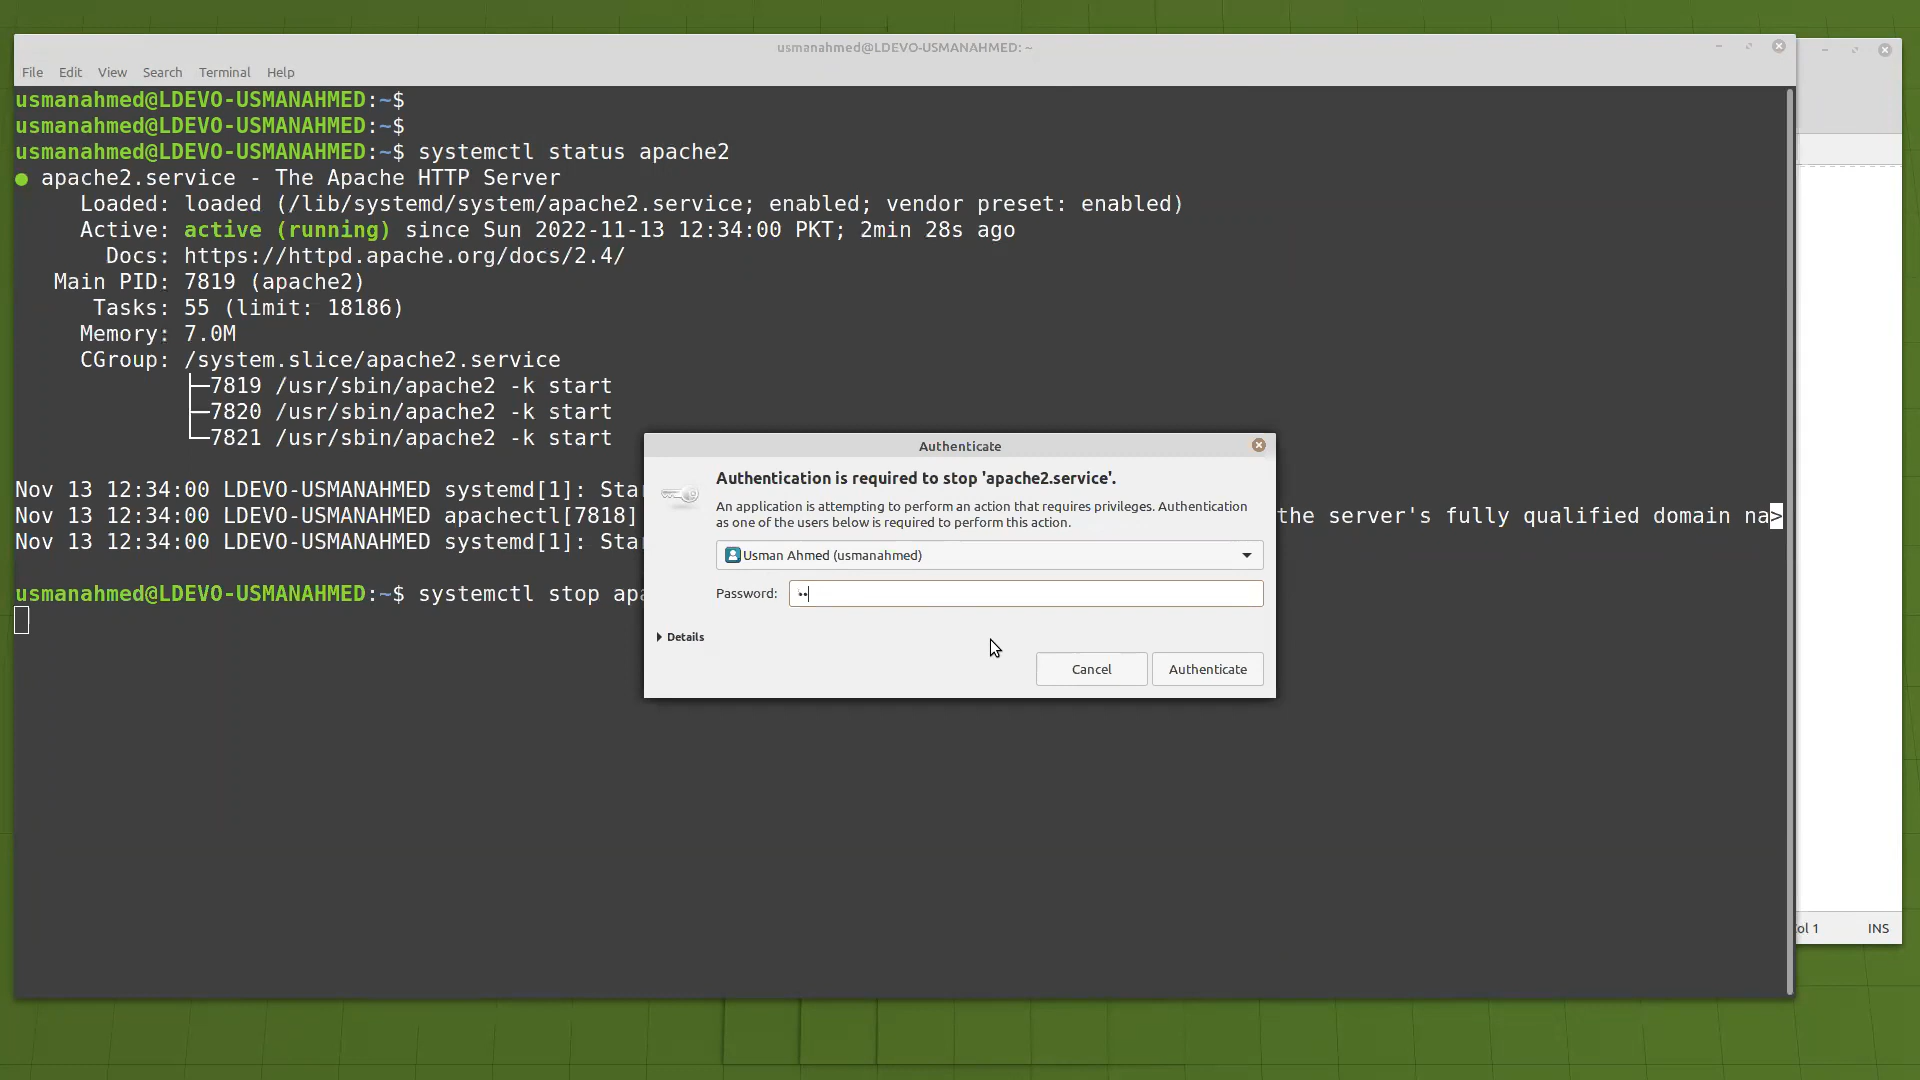 usmanahmed@LDEVO-USMANAHMED: ~
File Edit View Search Terminal Help
usmanahmed@LDEVO-USMANAHMED:~$
usmanahmed@LDEVO-USMANAHMED:~$
usmanahmed@LDEVO-USMANAHMED:~$ systemctl status apache2
● apache2.service - The Apache HTTP Server
Loaded: loaded (/lib/systemd/system/apache2.service; enabled; vendor preset: enabled)
Active: active (running) since Sun 2022-11-13 12:34:00 PKT; 2min 28s ago
Docs: https://httpd.apache.org/docs/2.4/
Main PID: 7819 (apache2)
Tasks: 55 (limit: 18186)
Memory: 7.0M
CGroup: /system.slice/apache2.service
├─7819 /usr/sbin/apache2 -k start
├─7820 /usr/sbin/apache2 -k start
└─7821 /usr/sbin/apache2 -k start
Nov 13 12:34:00 LDEVO-USMANAHMED systemd[1]: Sta
Nov 13 12:34:00 LDEVO-USMANAHMED apachectl[7818] the server's fully qualified domain na>
Nov 13 12:34:00 LDEVO-USMANAHMED systemd[1]: Sta
usmanahmed@LDEVO-USMANAHMED:~$ systemctl stop apa
Authenticate
Authentication is required to stop 'apache2.service'.
An application is attempting to perform an action that requires privileges. Authentication
as one of the users below is required to perform this action.
Usman Ahmed (usmanahmed)
Password: ••
Details
Cancel Authenticate
Col 1 INS